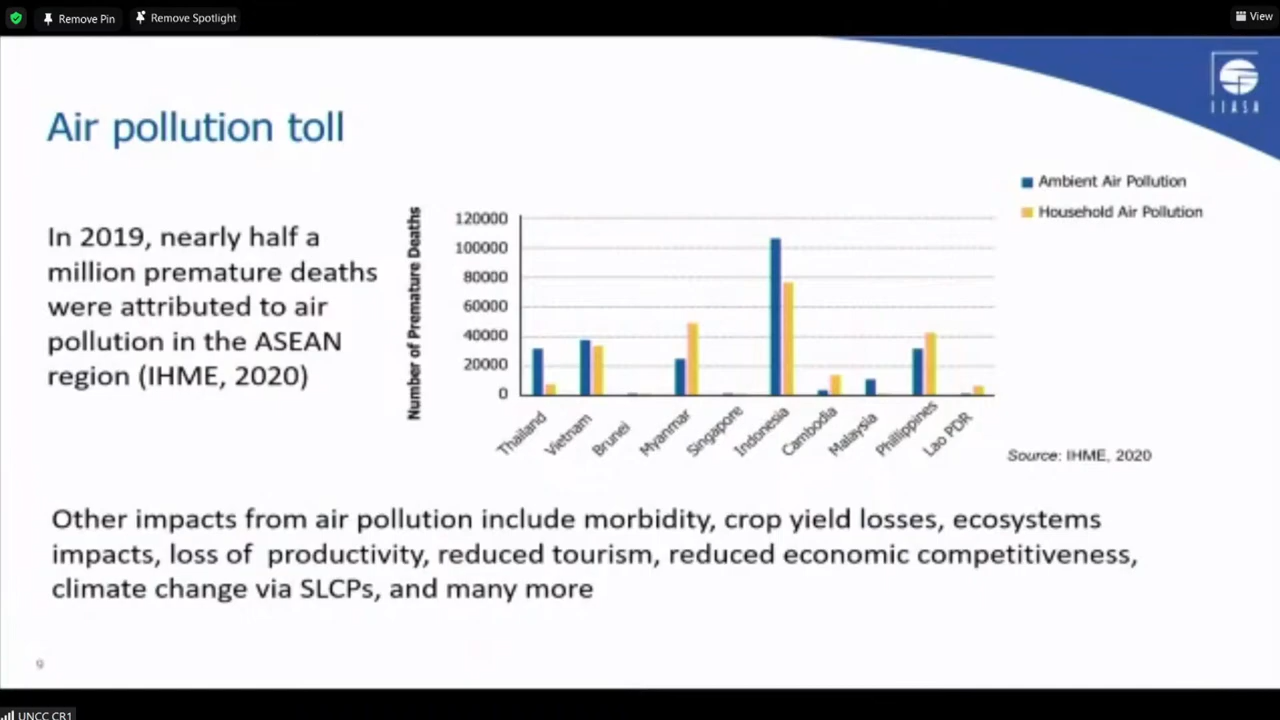 Remove Pin
Remove Spotlight
View
IIASA
Air pollution toll
In 2019, nearly half a
million premature deaths
were attributed to air
pollution in the ASEAN
region (IHME, 2020)
Ambient Air Pollution
Household Air Pollution
Number of Premature Deaths
120000
100000
80000
60000
40000
20000
0
Thailand
Vietnam
Brunei
Myanmar
Singapore
Indonesia
Cambodia
Malaysia
Phillippines
Lao PDR
Source: IHME, 2020
Other impacts from air pollution include morbidity, crop yield losses, ecosystems
impacts, loss of productivity, reduced tourism, reduced economic competitiveness,
climate change via SLCPs, and many more
9
UNCC CR1